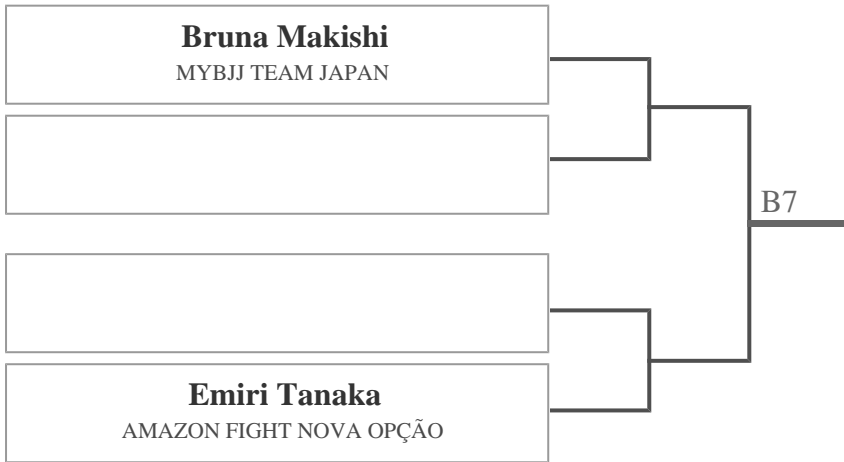 Bruna Makishi
MYBJJ TEAM JAPAN
B7
Emiri Tanaka
AMAZON FIGHT NOVA OPÇÃO